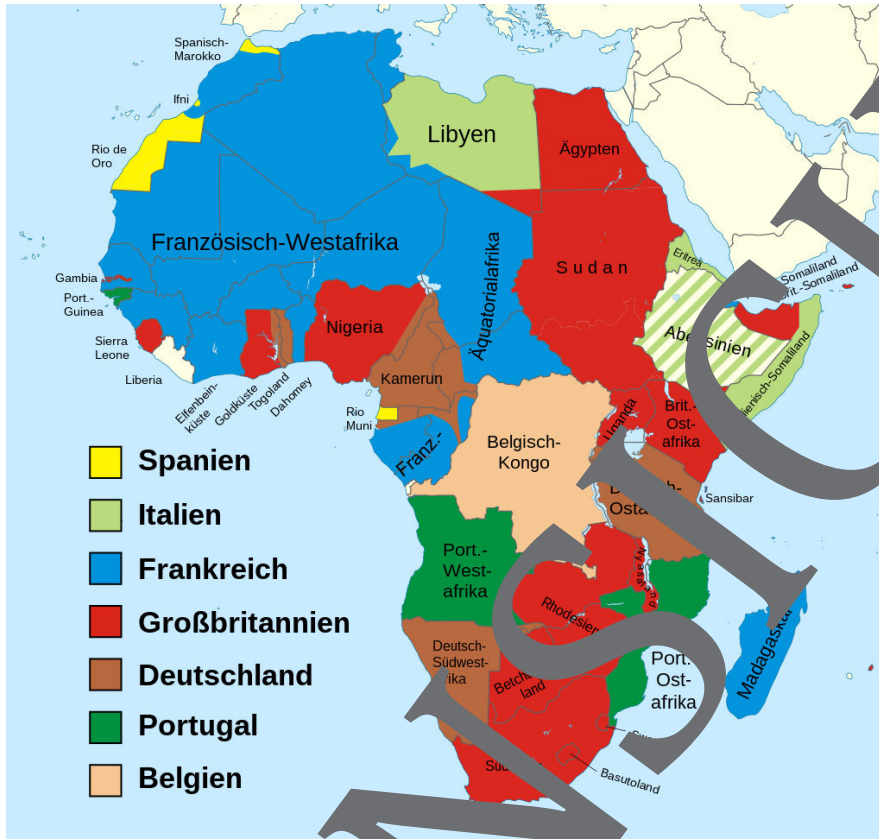 Spanisch-
Marokko
Ifni
Rio de
Oro
Libyen
Ägypten
Französisch-Westafrika
Äquatorialafrika
Sudan
Eritrea
Somaliland
Brit.-Somaliland
Gambia
Port.-
Guinea
Sierra
Leone
Liberia
Elfenbein-
küste
Goldküste
Togoland
Dahomey
Nigeria
Kamerun
Rio
Muni
Franz.-
Belgisch-
Kongo
Uganda
Brit.-
Ost-
afrika
Sansibar
Port.-
West-
afrika
Rhodesien
Deutsch-
Südwest-
Port.
Ost-
afrika
Madagaskar
land
Basutoland
Spanien
Italien
Frankreich
Großbritannien
Deutschland
Portugal
Belgien